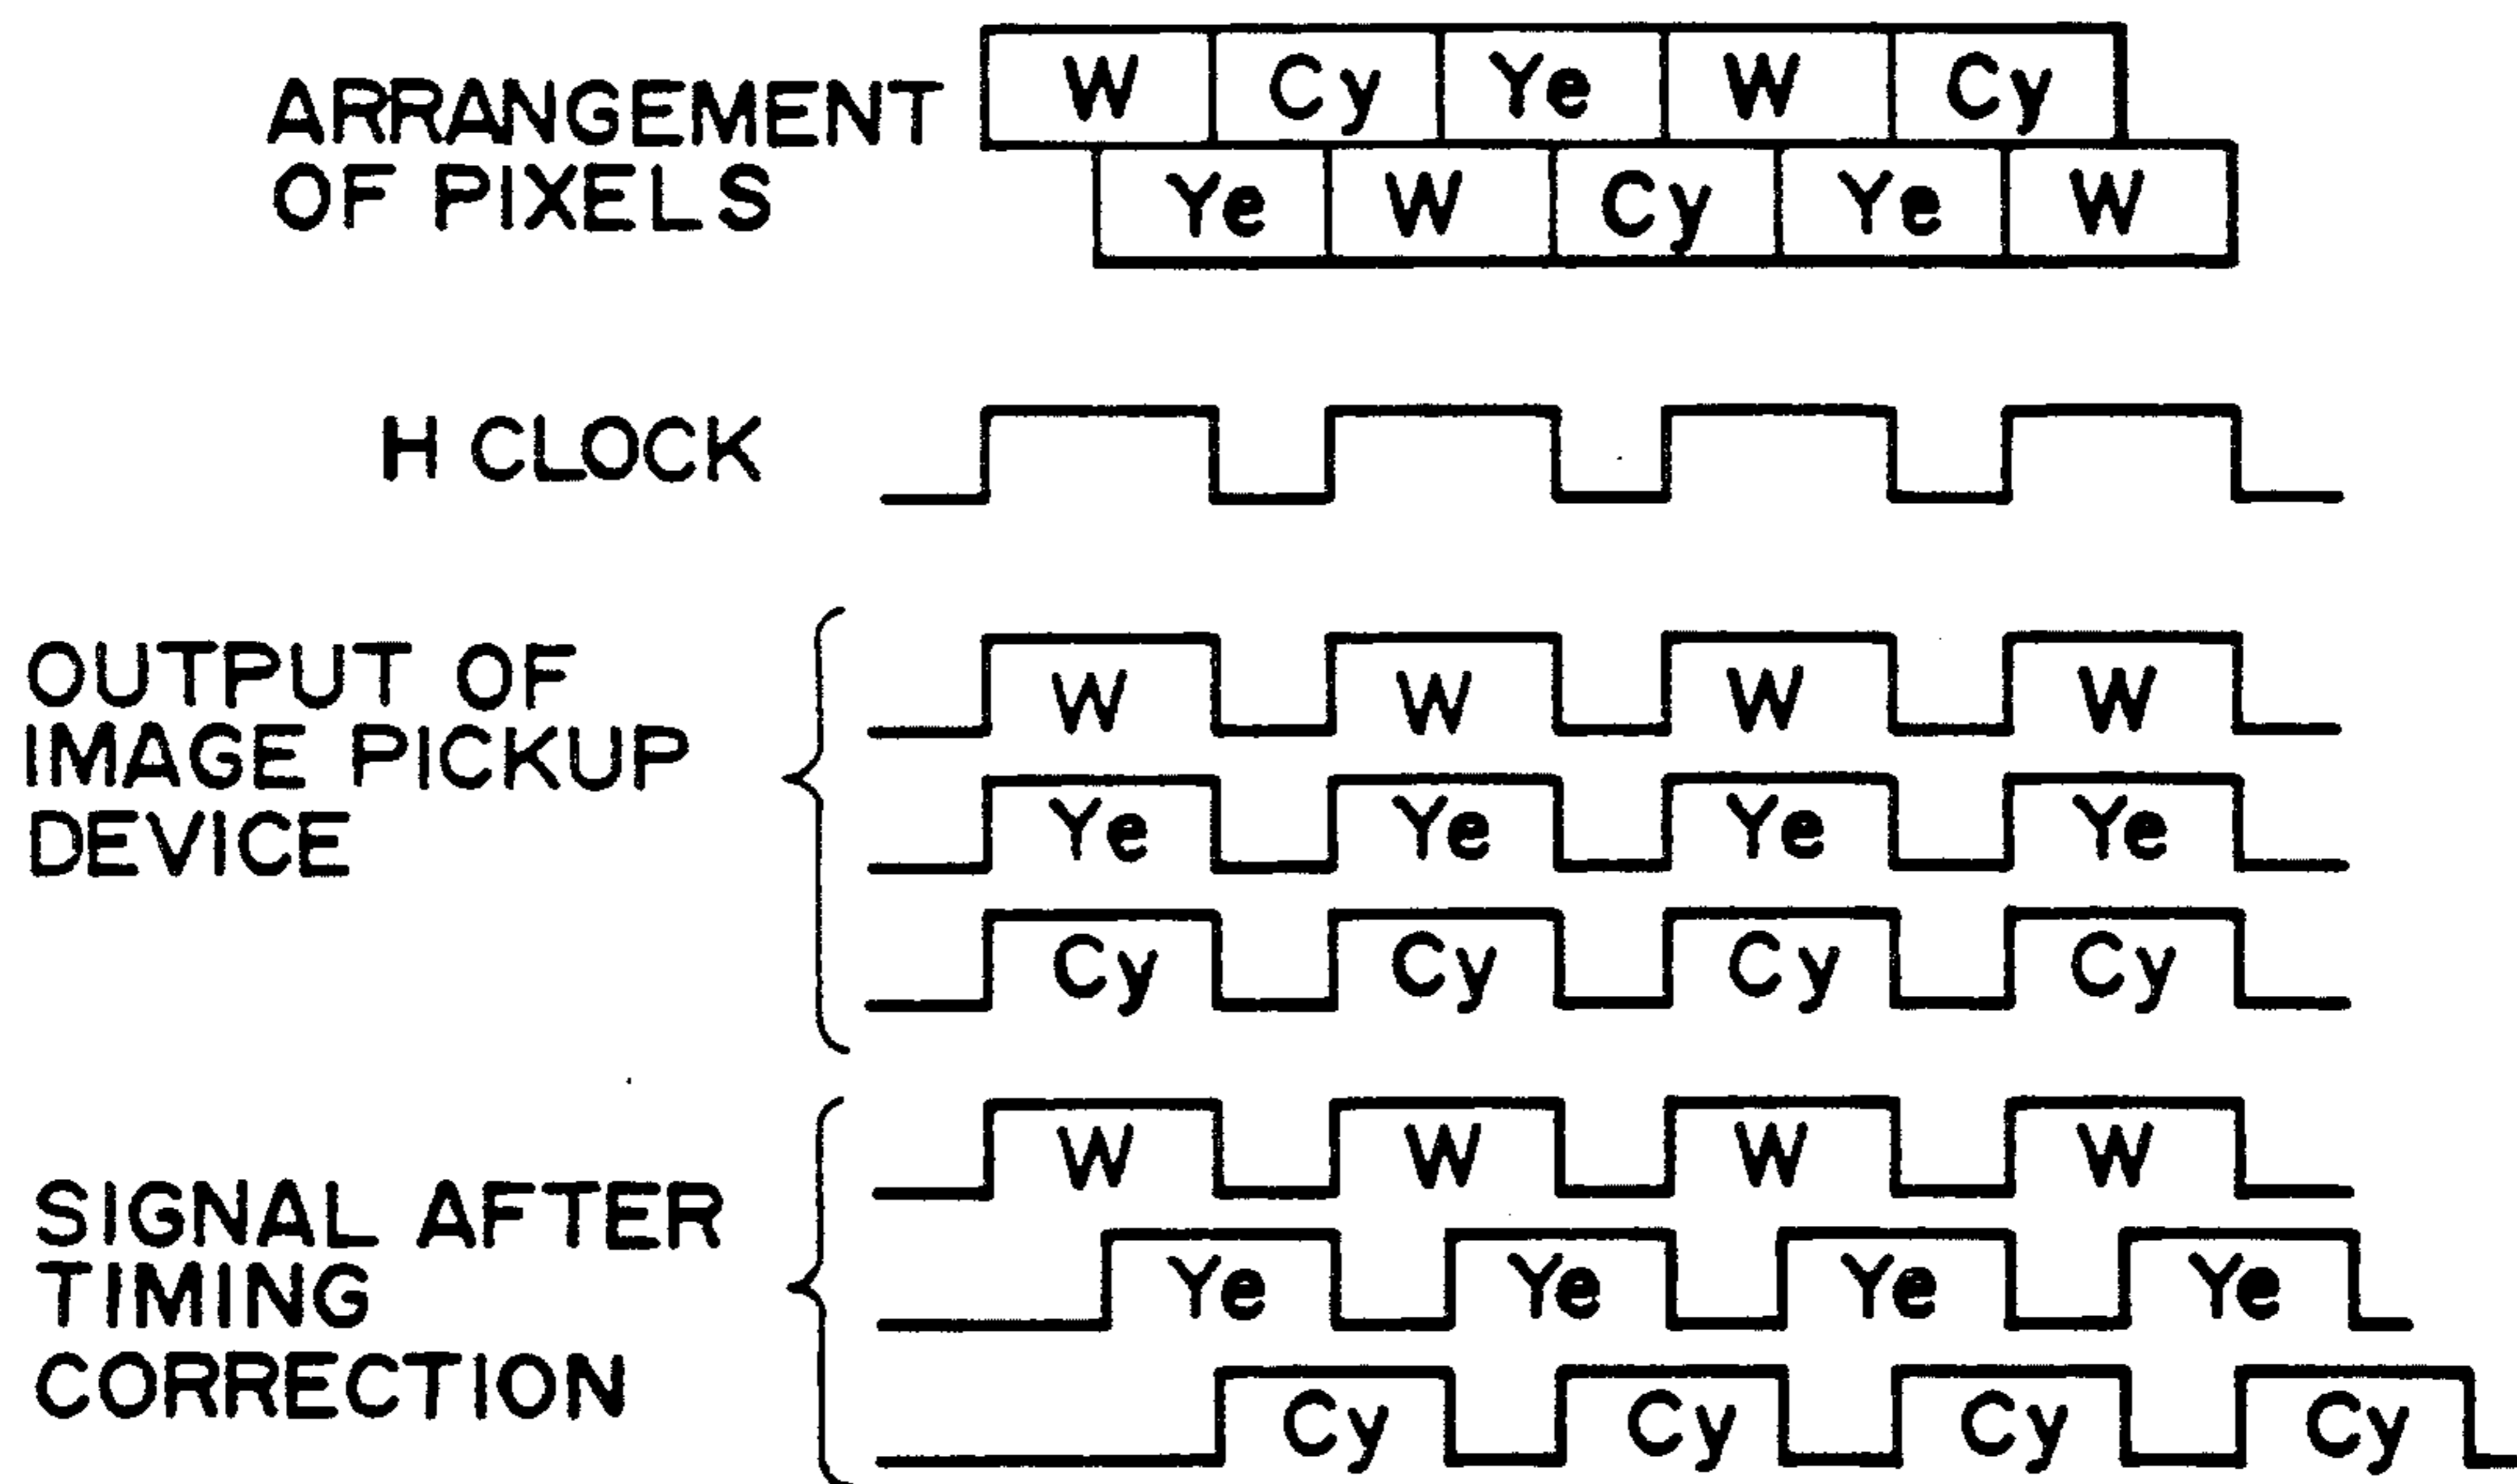 ARRANGEMENT
OF PIXELS
W Cy Ye W Cy
Ye W Cy Ye W
H CLOCK
OUTPUT OF
IMAGE PICKUP
DEVICE
W W W W
Ye Ye Ye Ye
Cy Cy Cy Cy
SIGNAL AFTER
TIMING
CORRECTION
W W W W
Ye Ye Ye Ye
Cy Cy Cy Cy